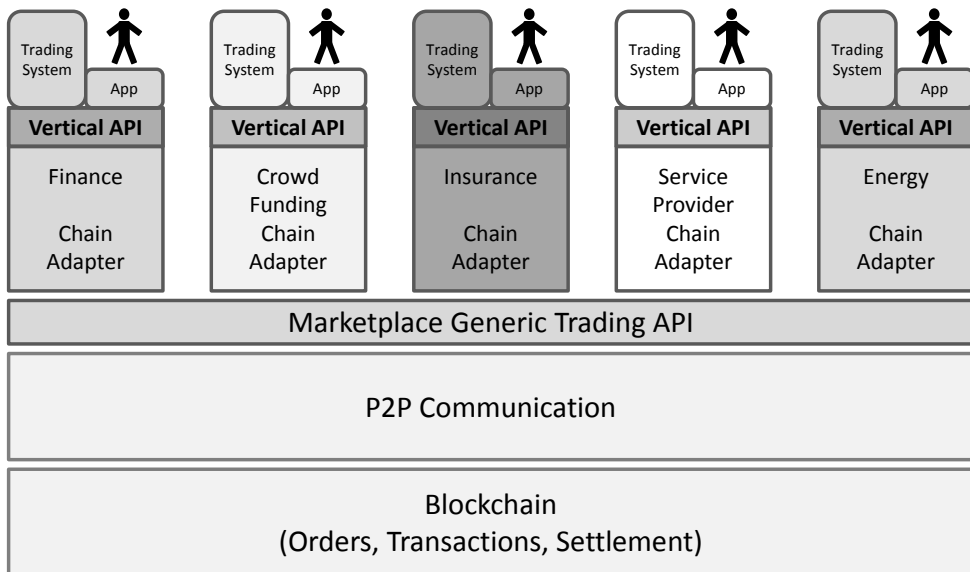 Trading
System
App
Trading
System
App
Trading
System
App
Trading
System
App
Trading
System
App
Vertical API
Vertical API
Vertical API
Vertical API
Vertical API
Finance
Chain
Adapter
Crowd
Funding
Chain
Adapter
Insurance
Chain
Adapter
Service
Provider
Chain
Adapter
Energy
Chain
Adapter
Marketplace Generic Trading API
P2P Communication
Blockchain
(Orders, Transactions, Settlement)